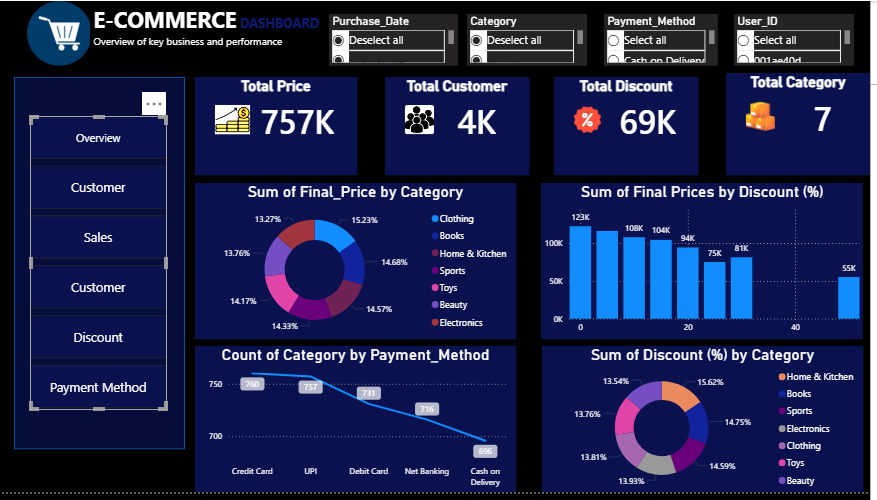 E-COMMERCE DASHBOARD
Overview of key business and performance
Purchase_Date
Deselect all
Category
Deselect all
Payment_Method
Select all
Cash on Delivery
User_ID
Select all
001ae40d
...
Overview
Customer
Sales
Customer
Discount
Payment Method
Total Price
757K
Total Customer
4K
Total Discount
69K
Total Category
7
Sum of Final_Price by Category
13.27%
15.23%
13.76%
14.68%
14.17%
14.57%
14.33%
Clothing
Books
Home & Kitchen
Sports
Toys
Beauty
Electronics
Sum of Final Prices by Discount (%)
123K
108K
104K
94K
75K
81K
55K
100K
50K
0K
0
20
40
Count of Category by Payment_Method
750
700
760
757
731
716
696
Credit Card
UPI
Debit Card
Net Banking
Cash on
Delivery
Sum of Discount (%) by Category
13.54%
15.62%
13.76%
14.75%
13.81%
14.59%
13.93%
Home & Kitchen
Books
Sports
Electronics
Clothing
Toys
Beauty